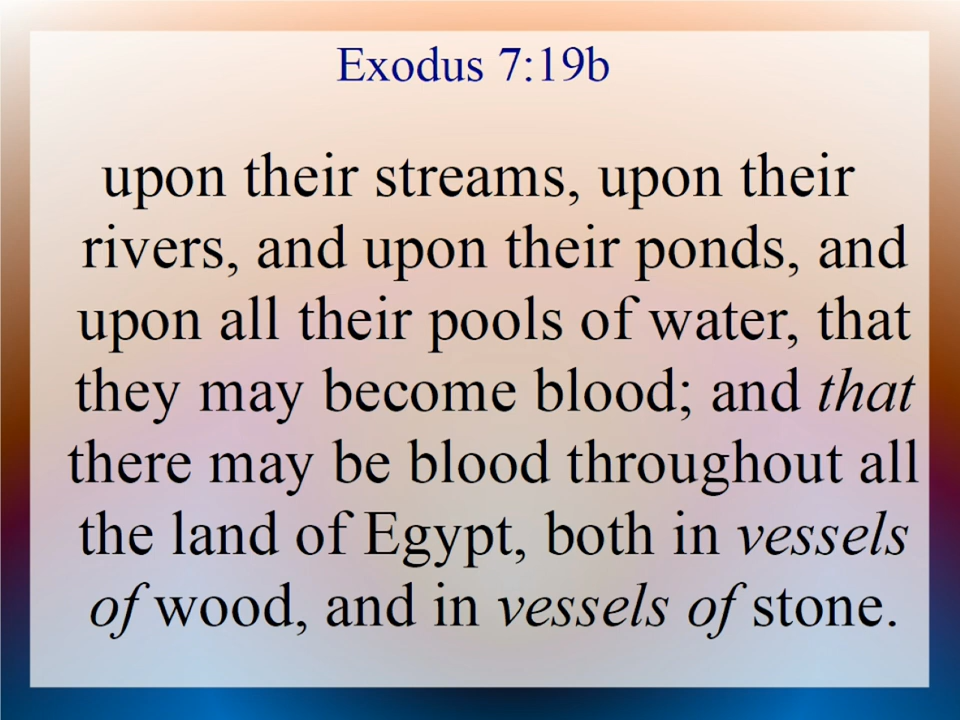 Exodus 7:19b
upon their streams, upon their
rivers, and upon their ponds, and
upon all their pools of water, that
they may become blood; and that
there may be blood throughout all
the land of Egypt, both in vessels
of wood, and in vessels of stone.